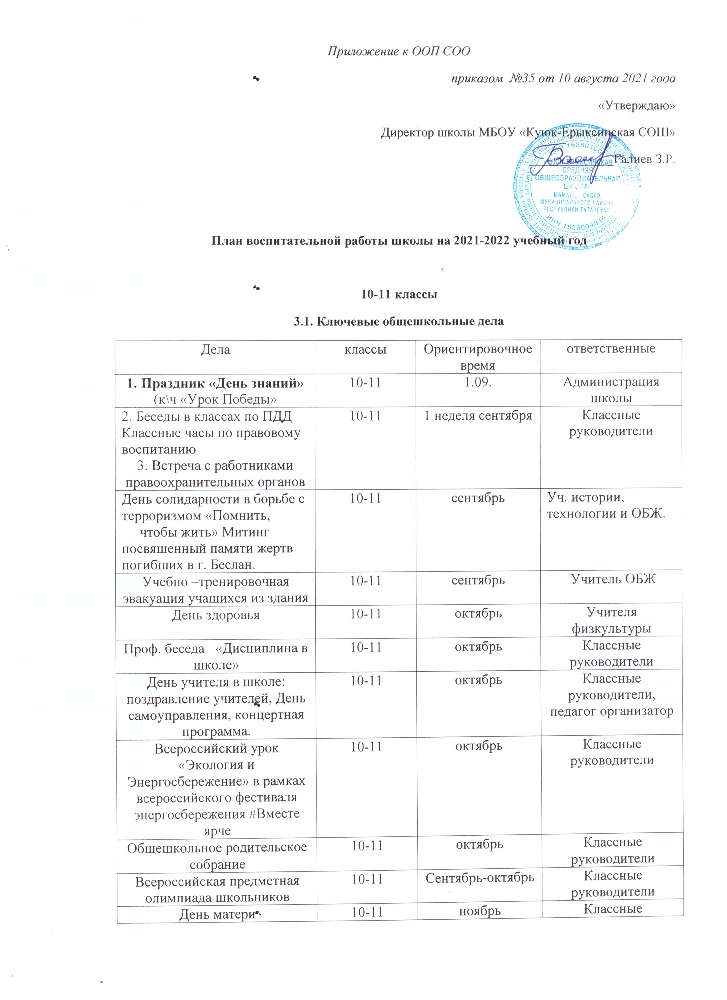 Приложение к ООП СОО
приказом №35 от 10 августа 2021 года
«Утверждаю»
Директор школы МБОУ «Куюк-Ерыксинская СОШ»
Галиев З.Р.
СРЕДНЯЯ
ОБЩЕОБРАЗОВАТЕЛЬНАЯ
МУНИЦИПАЛЬНОГО РАЙОНА
РЕСПУБЛИКИ ТАТАРСТАН
ИНН 1626004846
План воспитательной работы школы на 2021-2022 учебный год
10-11 классы
3.1. Ключевые общешкольные дела
Дела классы Ориентировочное ответственные
время
1. Праздник «День знаний» 10-11 1.09. Администрация
(к\ч «Урок Победы» школы
2. Беседы в классах по ПДД 10-11 1 неделя сентября Классные
Классные часы по правовому руководители
воспитанию
3. Встреча с работниками
правоохранительных органов
День солидарности в борьбе с 10-11 сентябрь Уч. истории,
терроризмом «Помнить, технологии и ОБЖ.
чтобы жить» Митинг
посвященный памяти жертв
погибших в г. Беслан.
Учебно –тренировочная 10-11 сентябрь Учитель ОБЖ
эвакуация учащихся из здания
День здоровья 10-11 октябрь Учителя
физкультуры
Проф. беседа «Дисциплина в 10-11 октябрь Классные
школе» руководители
День учителя в школе: 10-11 октябрь Классные
поздравление учителей, День руководители,
самоуправления, концертная педагог организатор
программа.
Всероссийский урок 10-11 октябрь Классные
«Экология и руководители
Энергосбережение» в рамках
всероссийского фестиваля
энергосбережения #Вместе
ярче
Общешкольное родительское 10-11 октябрь Классные
собрание руководители
Всероссийская предметная 10-11 Сентябрь-октябрь Классные
олимпиада школьников руководители
День матери 10-11 ноябрь Классные